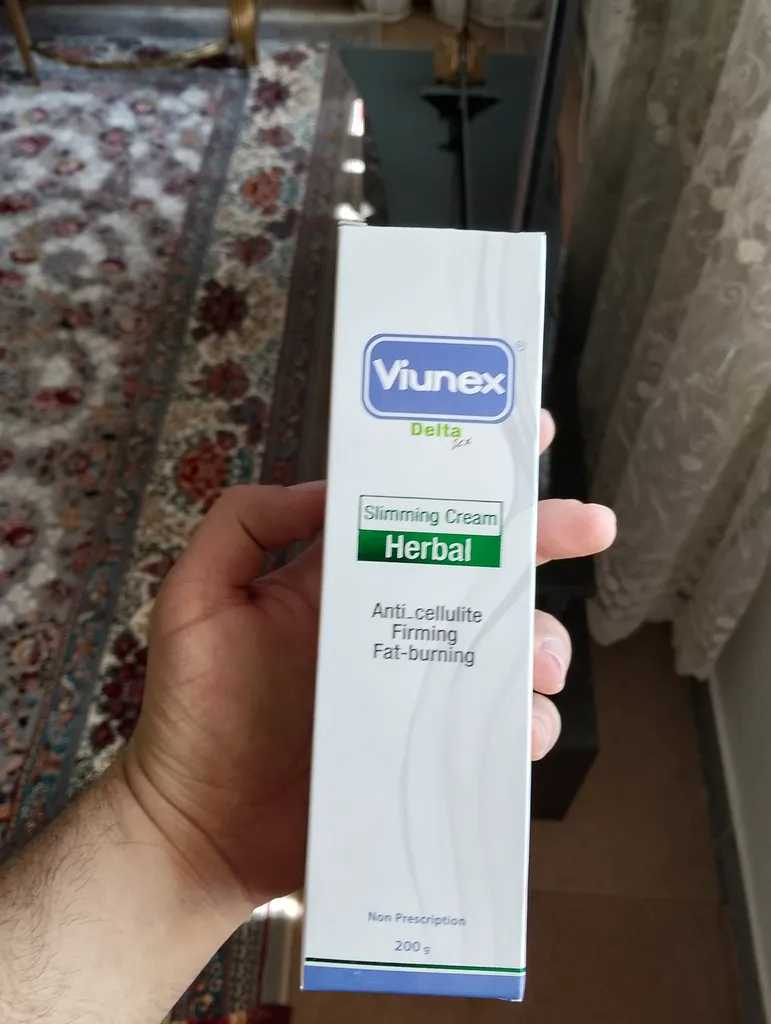 Viunex®
Delta
Slimming Cream
Herbal
Anti_cellulite
Firming
Fat-burning
Non Prescription
200 g